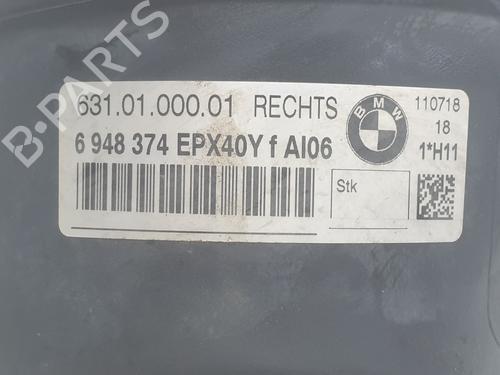 B-PARTS
631.01.000.01 RECHTS
6 948 374 EPX40Y f AI06
BMW
110718
18
1*H11
Stk